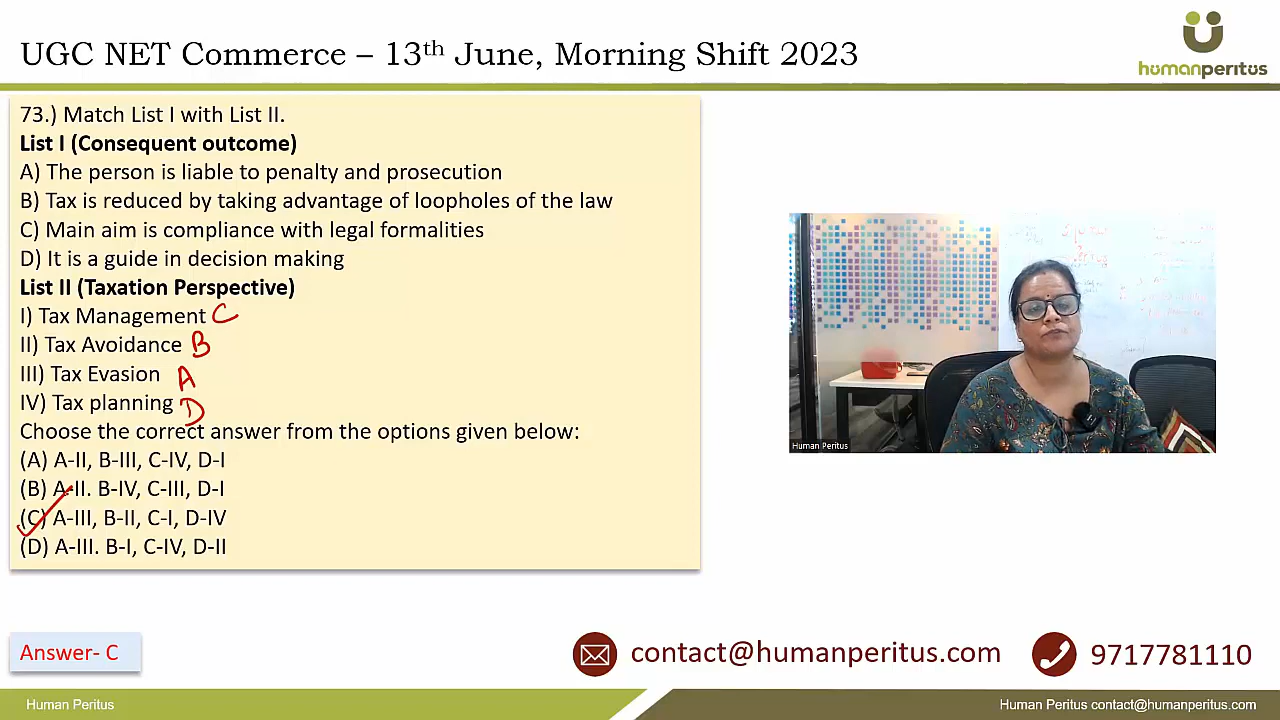 UGC NET Commerce – 13th June, Morning Shift 2023
humanperitus
73.) Match List I with List II.
List I (Consequent outcome)
A) The person is liable to penalty and prosecution
B) Tax is reduced by taking advantage of loopholes of the law
C) Main aim is compliance with legal formalities
D) It is a guide in decision making
List II (Taxation Perspective)
I) Tax Management C
II) Tax Avoidance B
III) Tax Evasion A
IV) Tax planning D
Choose the correct answer from the options given below:
(A) A-II, B-III, C-IV, D-I
(B) A-II. B-IV, C-III, D-I
(C) A-III, B-II, C-I, D-IV
(D) A-III. B-I, C-IV, D-II
Human Peritus
Answer- C
contact@humanperitus.com
9717781110
Human Peritus
Human Peritus contact@humanperitus.com